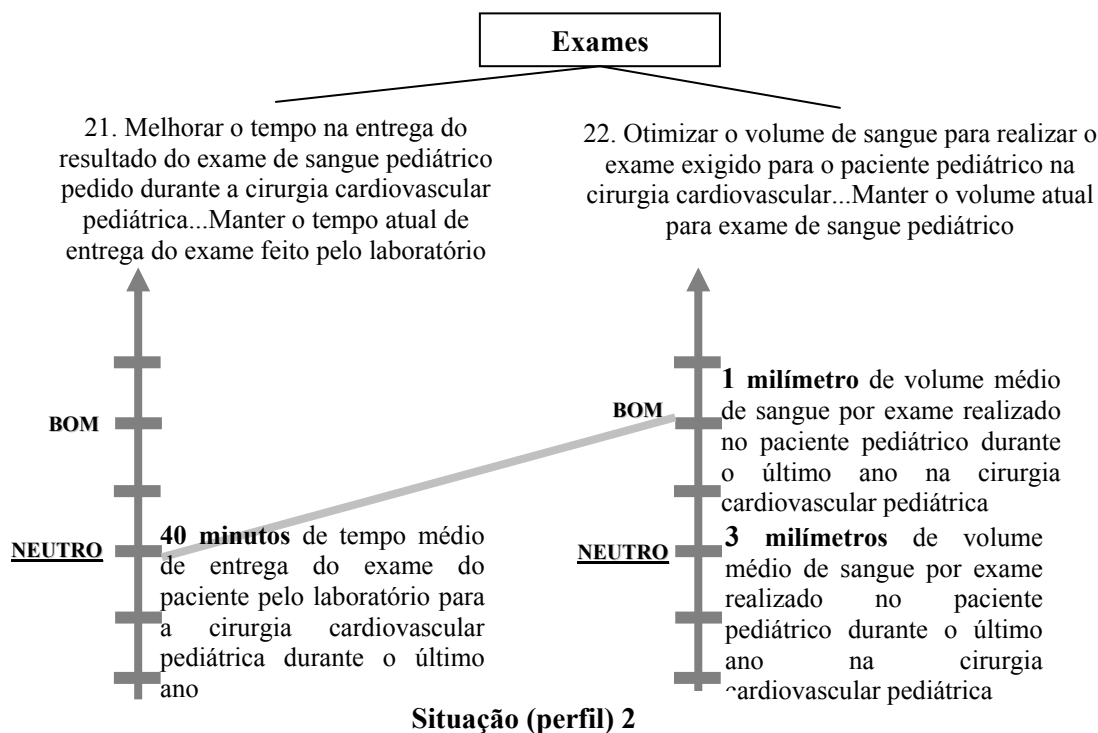 Exames
21. Melhorar o tempo na entrega do
resultado do exame de sangue pediátrico
pedido durante a cirurgia cardiovascular
pediátrica...Manter o tempo atual de
entrega do exame feito pelo laboratório
22. Otimizar o volume de sangue para realizar o
exame exigido para o paciente pediátrico na
cirurgia cardiovascular...Manter o volume atual
para exame de sangue pediátrico
BOM
NEUTRO
40 minutos de tempo médio
de entrega do exame do
paciente pelo laboratório para
a cirurgia cardiovascular
pediátrica durante o último
ano
BOM
1 milímetro de volume médio
de sangue por exame realizado
no paciente pediátrico durante
o último ano na cirurgia
cardiovascular pediátrica
NEUTRO
3 milímetros de volume
médio de sangue por exame
realizado no paciente
pediátrico durante o último
ano na cirurgia
cardiovascular pediátrica
Situação (perfil) 2